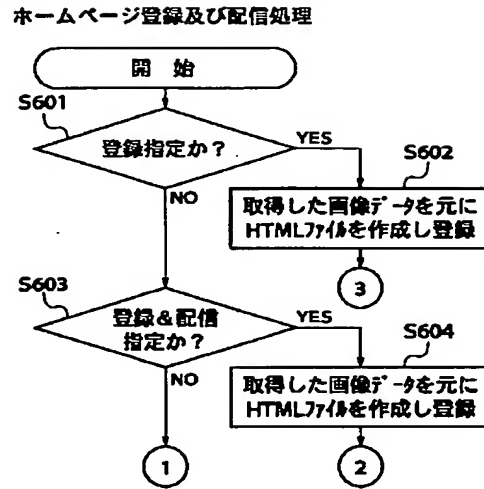 ホームページ登録及び配信処理
開 始
S601
登録指定か？
YES
S602
NO
取得した画像ﾃﾞｰﾀを元に
HTMLﾌｧｲﾙを作成し登録
3
S603
登録＆配信
指定か？
YES
S604
NO
取得した画像ﾃﾞｰﾀを元に
HTMLﾌｧｲﾙを作成し登録
1
2